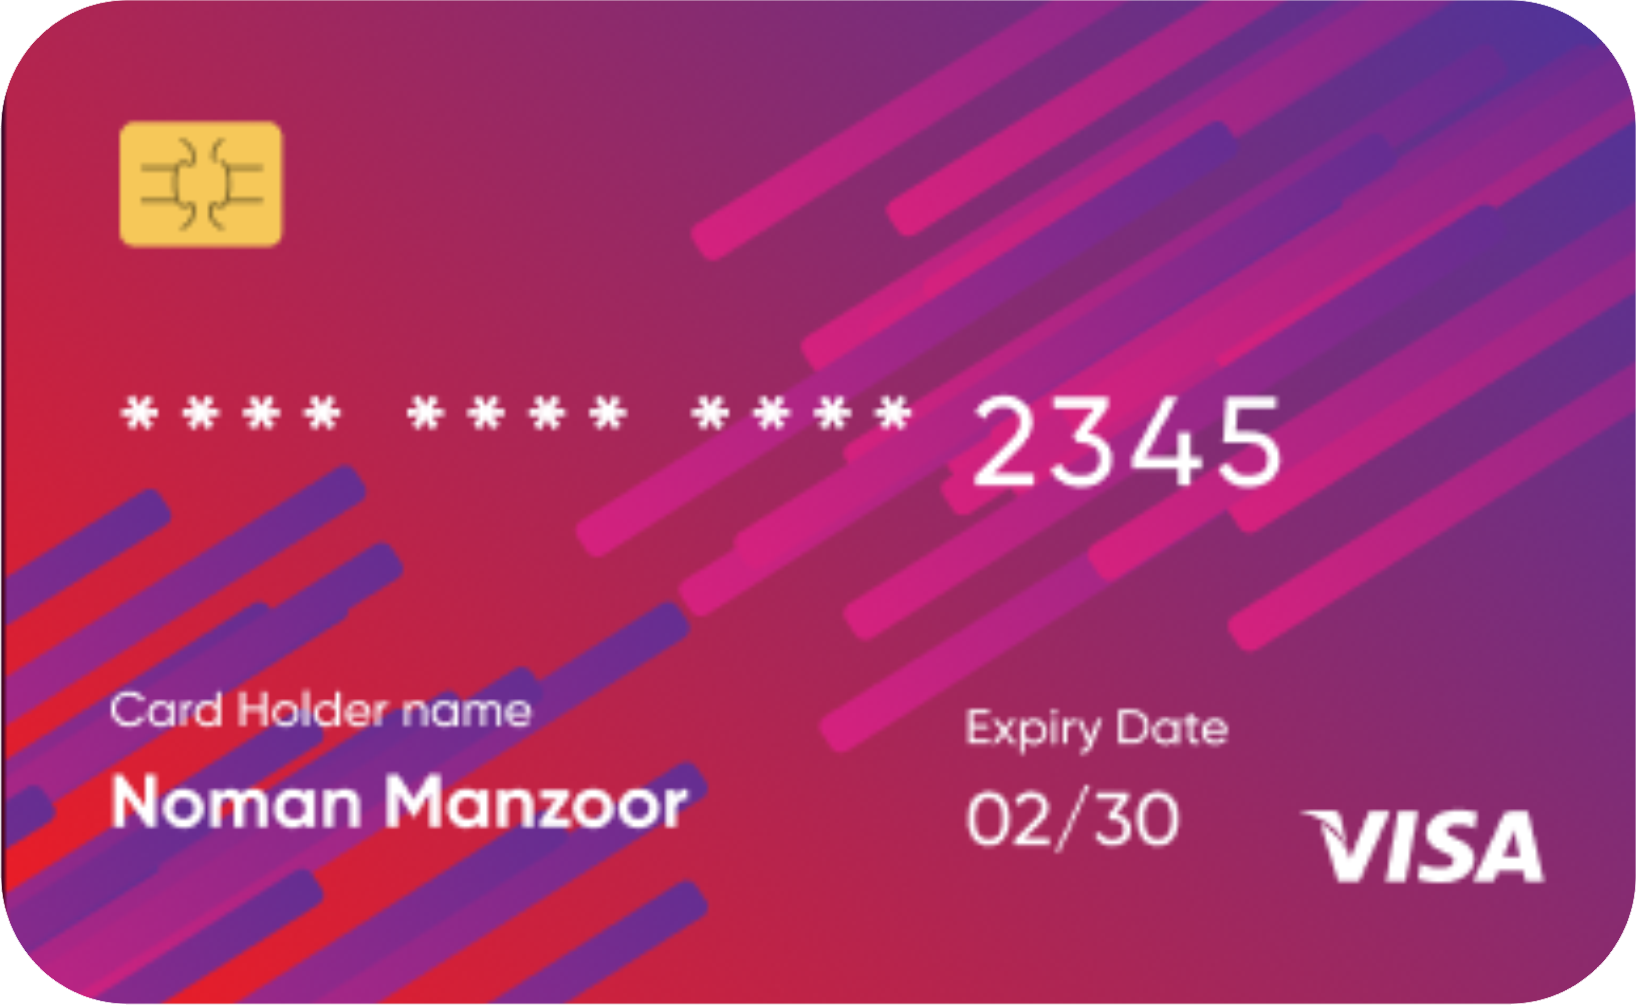 **** **** **** 2345
Card Holder name
Noman Manzoor
Expiry Date
02/30
VISA